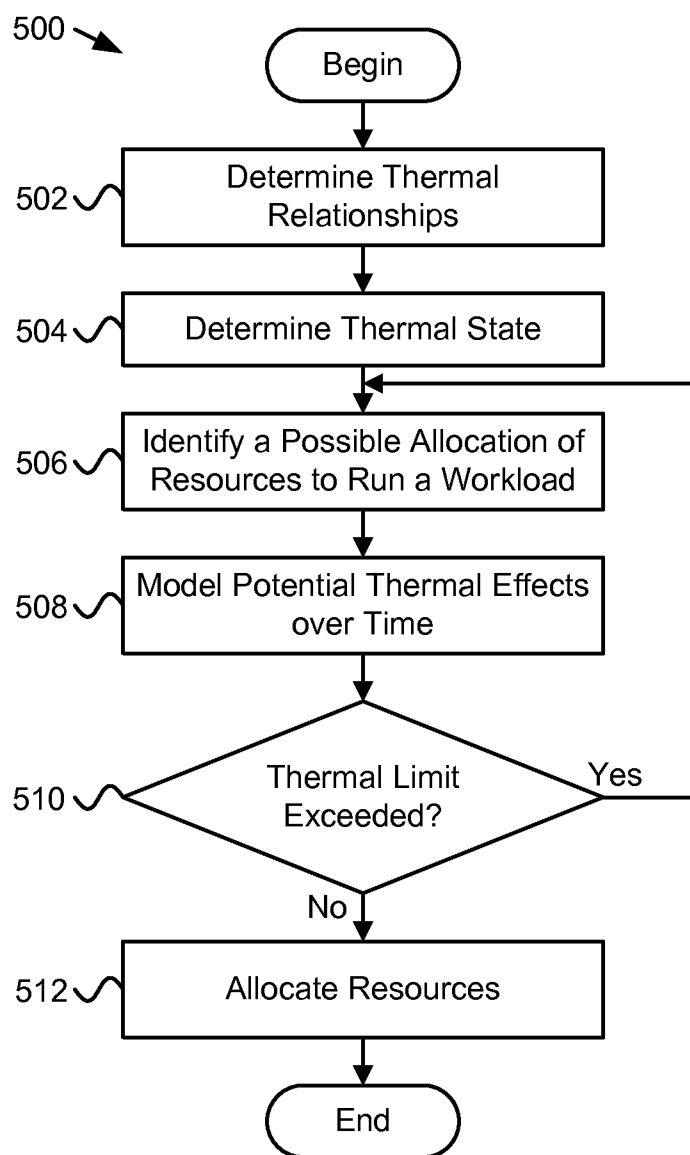 500
Begin
502
Determine Thermal
Relationships
504
Determine Thermal State
506
Identify a Possible Allocation of
Resources to Run a Workload
508
Model Potential Thermal Effects
over Time
510
Thermal Limit
Exceeded?
Yes
No
512
Allocate Resources
End